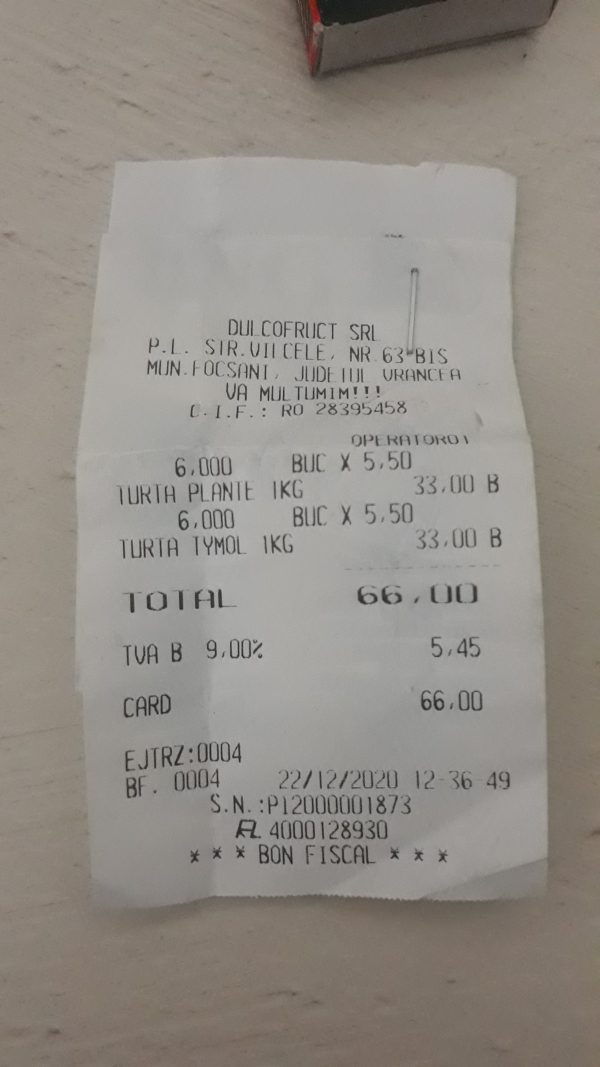 DULCOFRUCT SRL
P.L. STR.VILCELE, NR.63-BIS
MUN.FOCSANI, JUDETUL VRANCEA
VA MULTUMIM!!!
C.I.F.: RO 28395458
OPERATOR01
6,000 BUC X 5,50
TURTA PLANTE 1KG 33,00 B
6,000 BUC X 5,50
TURTA TYMOL 1KG 33,00 B
TOTAL 66,00
TVA B 9,00% 5,45
CARD 66,00
EJTRZ:0004
BF. 0004 22/12/2020 12-36-49
S.N.:P12000001873
4000128930
* * * BON FISCAL * * *